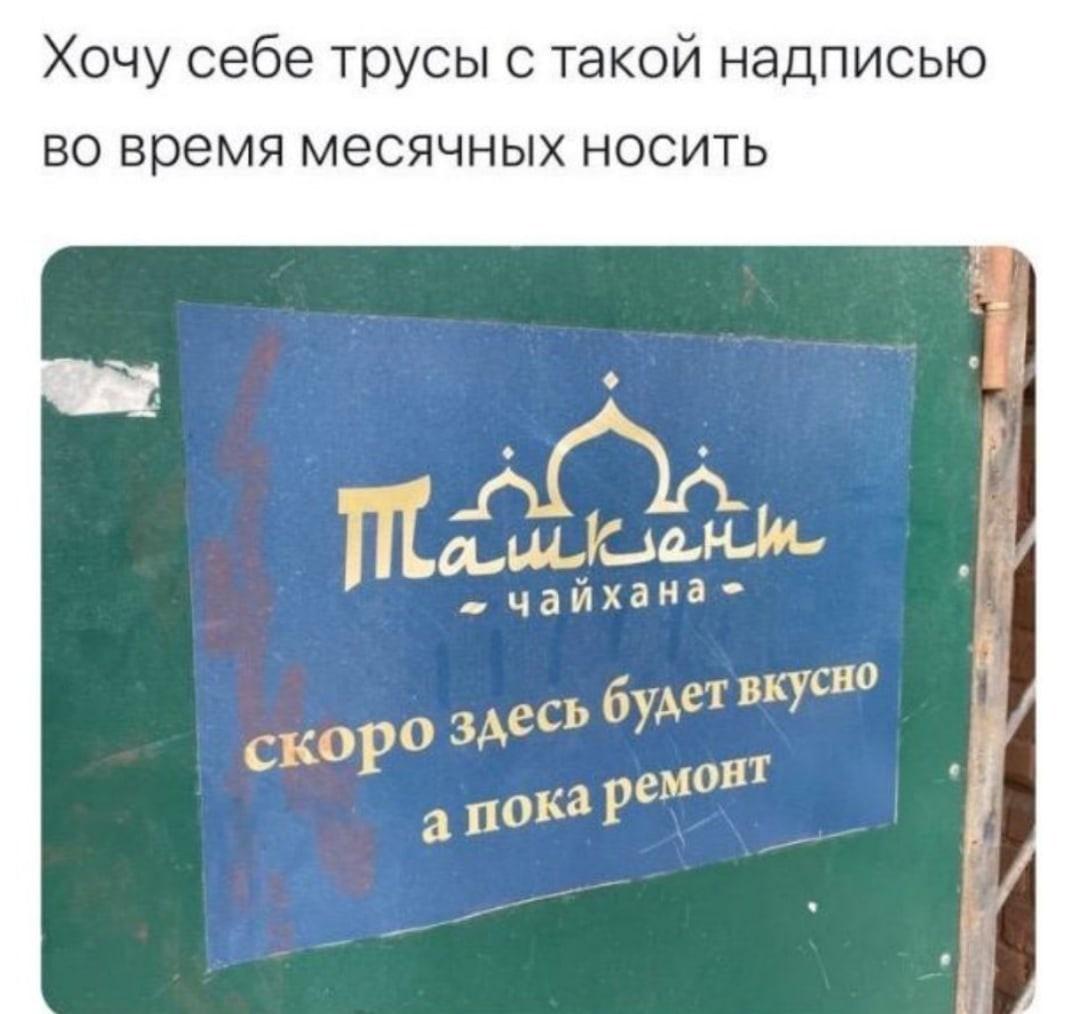 Хочу себе трусы с такой надписью
во время месячных носить
Ташкент
- чайхана -
скоро здесь будет вкусно
а пока ремонт